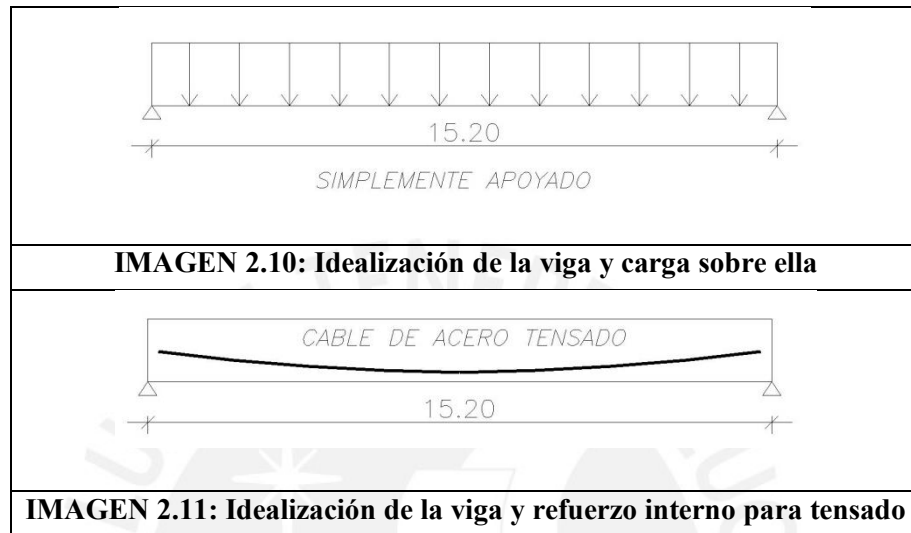 15.20
SIMPLEMENTE APOYADO
IMAGEN 2.10: Idealización de la viga y carga sobre ella
CABLE DE ACERO TENSADO
15.20
IMAGEN 2.11: Idealización de la viga y refuerzo interno para tensado